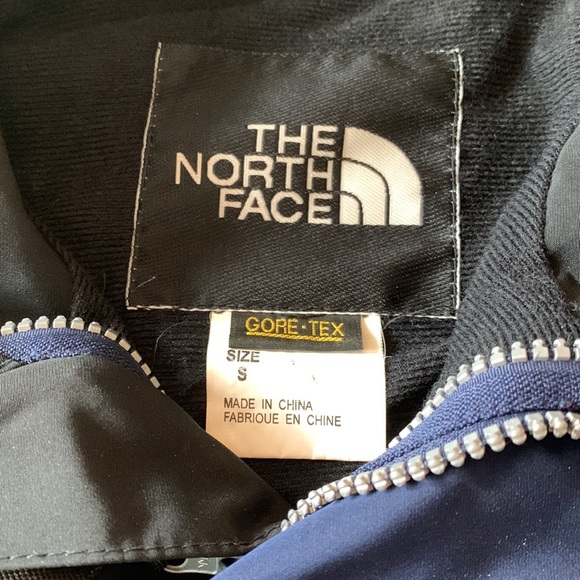 THE
NORTH
FACE
GORE-TEX
SIZE
S
MADE IN CHINA
FABRIQUE EN CHINE